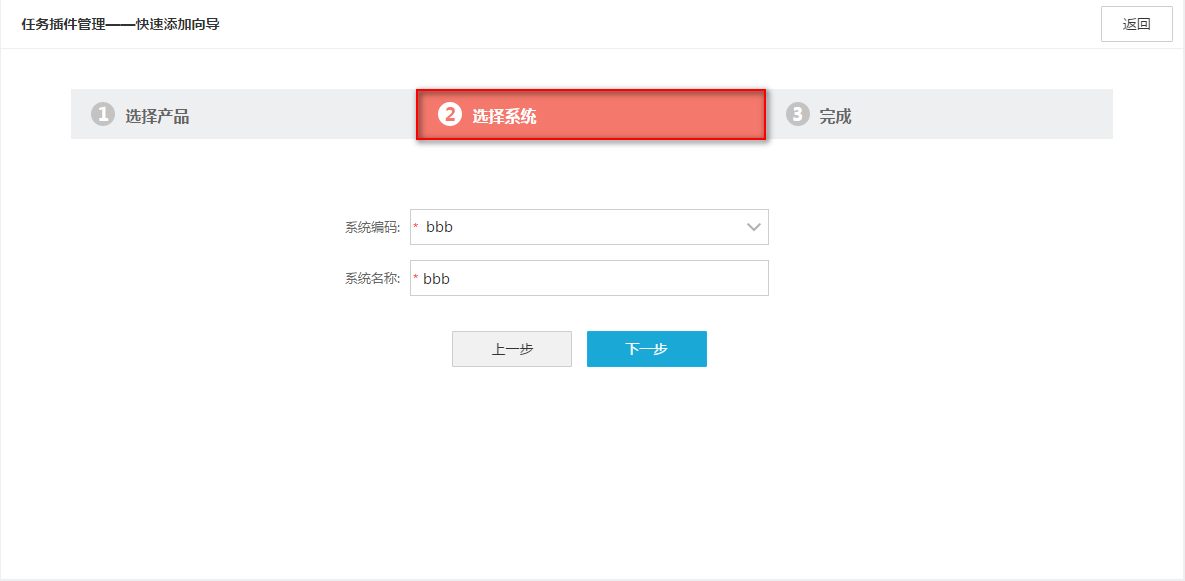 任务插件管理——快速添加向导
返回
1 选择产品
2 选择系统
3 完成
系统编码: * bbb
系统名称: * bbb
上一步 下一步